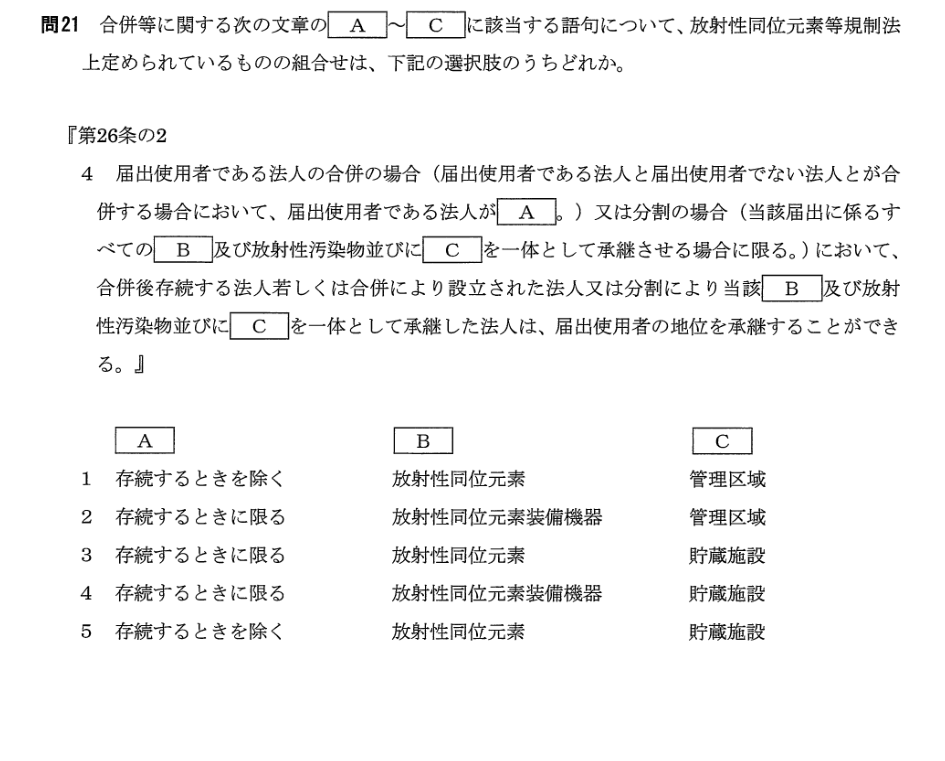 問21 合併等に関する次の文章の A ～ C に該当する語句について、放射性同位元素等規制法
上定められているものの組合せは、下記の選択肢のうちどれか。
『第26条の2
4 届出使用者である法人の合併の場合（届出使用者である法人と届出使用者でない法人とが合
併する場合において、届出使用者である法人が A 。）又は分割の場合（当該届出に係るす
べての B 及び放射性汚染物並びに C を一体として承継させる場合に限る。）において、
合併後存続する法人若しくは合併により設立された法人又は分割により当該 B 及び放射
性汚染物並びに C を一体として承継した法人は、届出使用者の地位を承継することができ
る。』
A B C
1 存続するときを除く 放射性同位元素 管理区域
2 存続するときに限る 放射性同位元素装備機器 管理区域
3 存続するときに限る 放射性同位元素 貯蔵施設
4 存続するときに限る 放射性同位元素装備機器 貯蔵施設
5 存続するときを除く 放射性同位元素 貯蔵施設